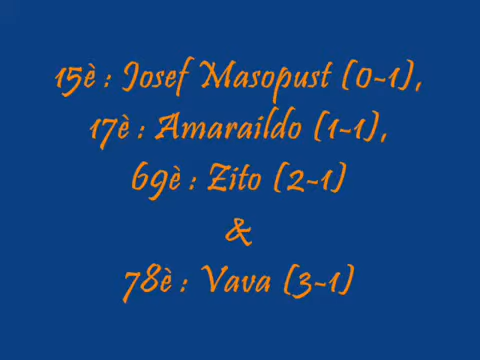 15è : Josef Masopust (0-1),
17è : Amaraildo (1-1),
69è : Zito (2-1)
&
78è : Vava (3-1)